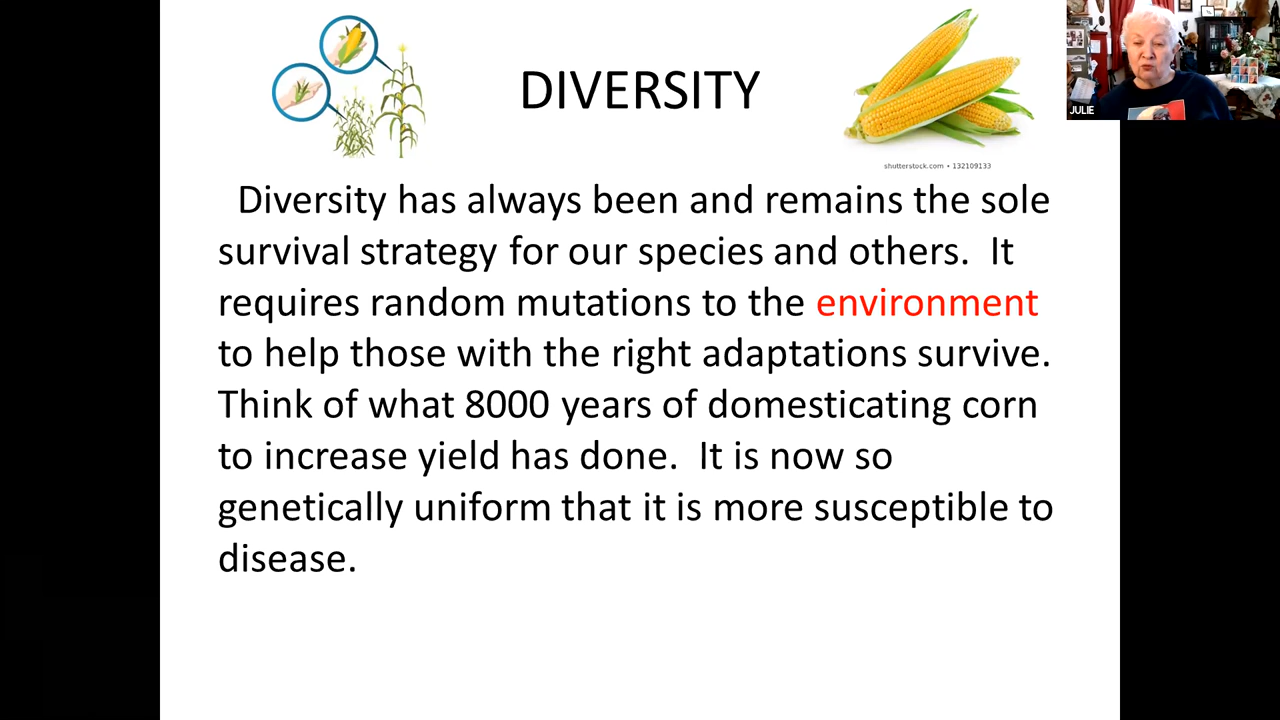 DIVERSITY
JULIE
shutterstock.com • 132109133
Diversity has always been and remains the sole
survival strategy for our species and others. It
requires random mutations to the environment
to help those with the right adaptations survive.
Think of what 8000 years of domesticating corn
to increase yield has done. It is now so
genetically uniform that it is more susceptible to
disease.